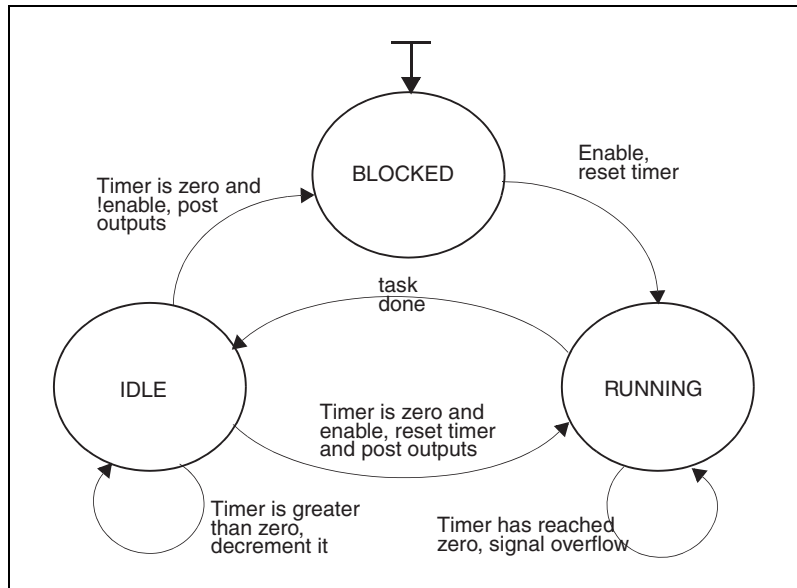 BLOCKED
Enable,
reset timer
Timer is zero and
!enable, post
outputs
task
done
IDLE
RUNNING
Timer is zero and
enable, reset timer
and post outputs
Timer is greater
than zero,
decrement it
Timer has reached
zero, signal overflow